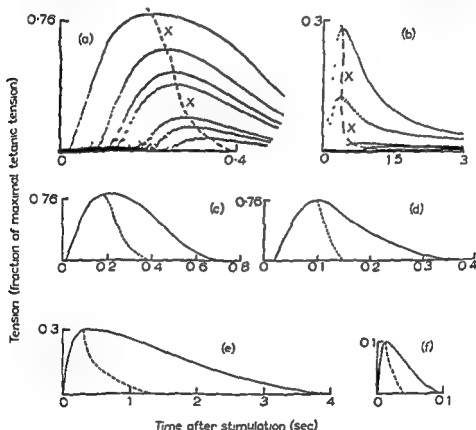 Tension (fraction of maximal tetanic tension)
0·76
(a)
X
X
0
0·4
0·3
(b)
X
X
0
1·5
3
0·76
(c)
0 0·2 0·4 0·6 0·8
0·76
(d)
0 0·1 0·2 0·3 0·4
0·3
(e)
0 1 2 3 4
0·1
(f)
0 0·1
Time after stimulation (sec)